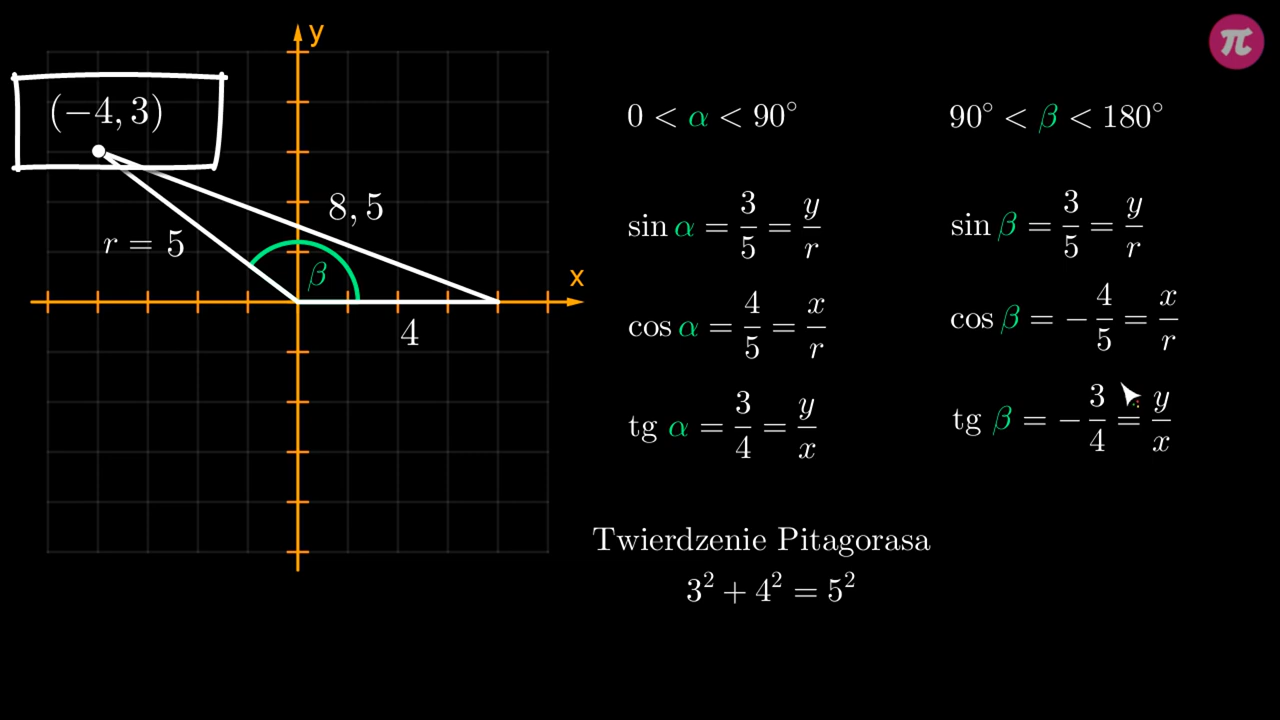 y
(−4, 3)
8, 5
r = 5
β
x
4
0 < α < 90°
sin α = 3/5 = y/r
cos α = 4/5 = x/r
tg α = 3/4 = y/x
90° < β < 180°
sin β = 3/5 = y/r
cos β = −4/5 = x/r
tg β = −3/4 = y/x
Twierdzenie Pitagorasa
3² + 4² = 5²
π